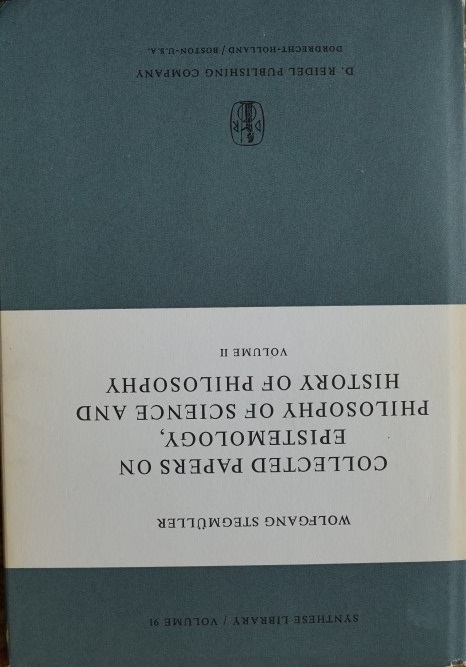 SYNTHESE LIBRARY / VOLUME 91
WOLFGANG STEGMÜLLER
COLLECTED PAPERS ON
EPISTEMOLOGY,
PHILOSOPHY OF SCIENCE AND
HISTORY OF PHILOSOPHY
VOLUME II
D. REIDEL PUBLISHING COMPANY
DORDRECHT-HOLLAND / BOSTON-U.S.A.